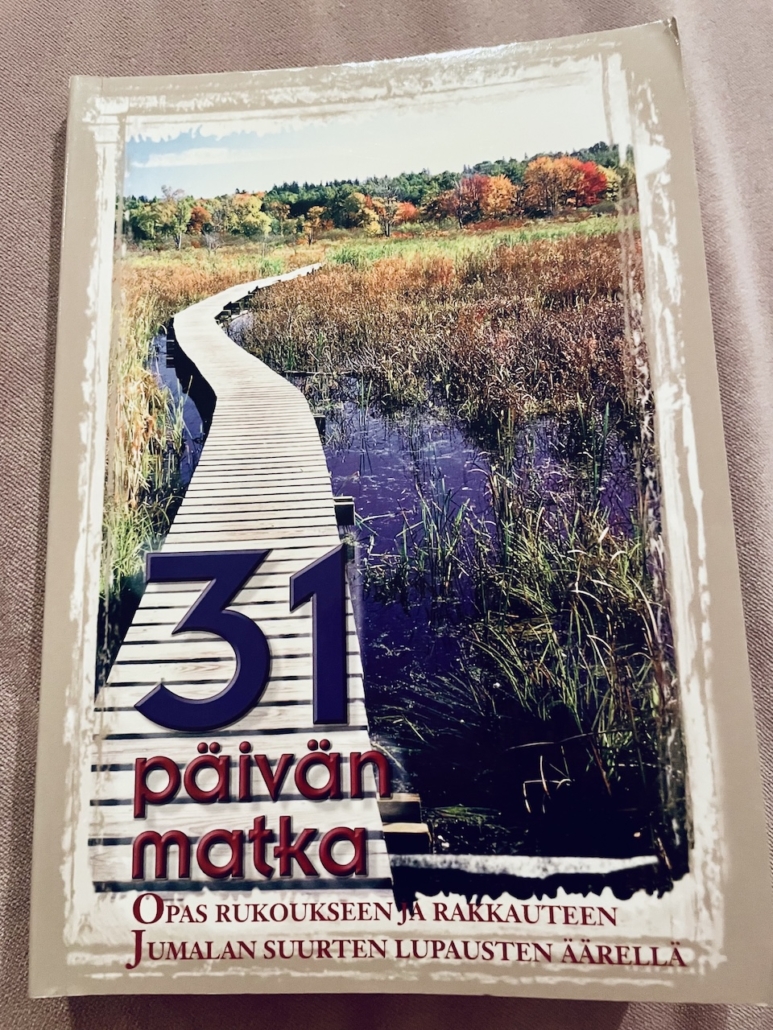 31
päivän
matka
OPAS RUKOUKSEEN JA RAKKAUTEEN
JUMALAN SUURTEN LUPAUSTEN ÄÄRELLÄ